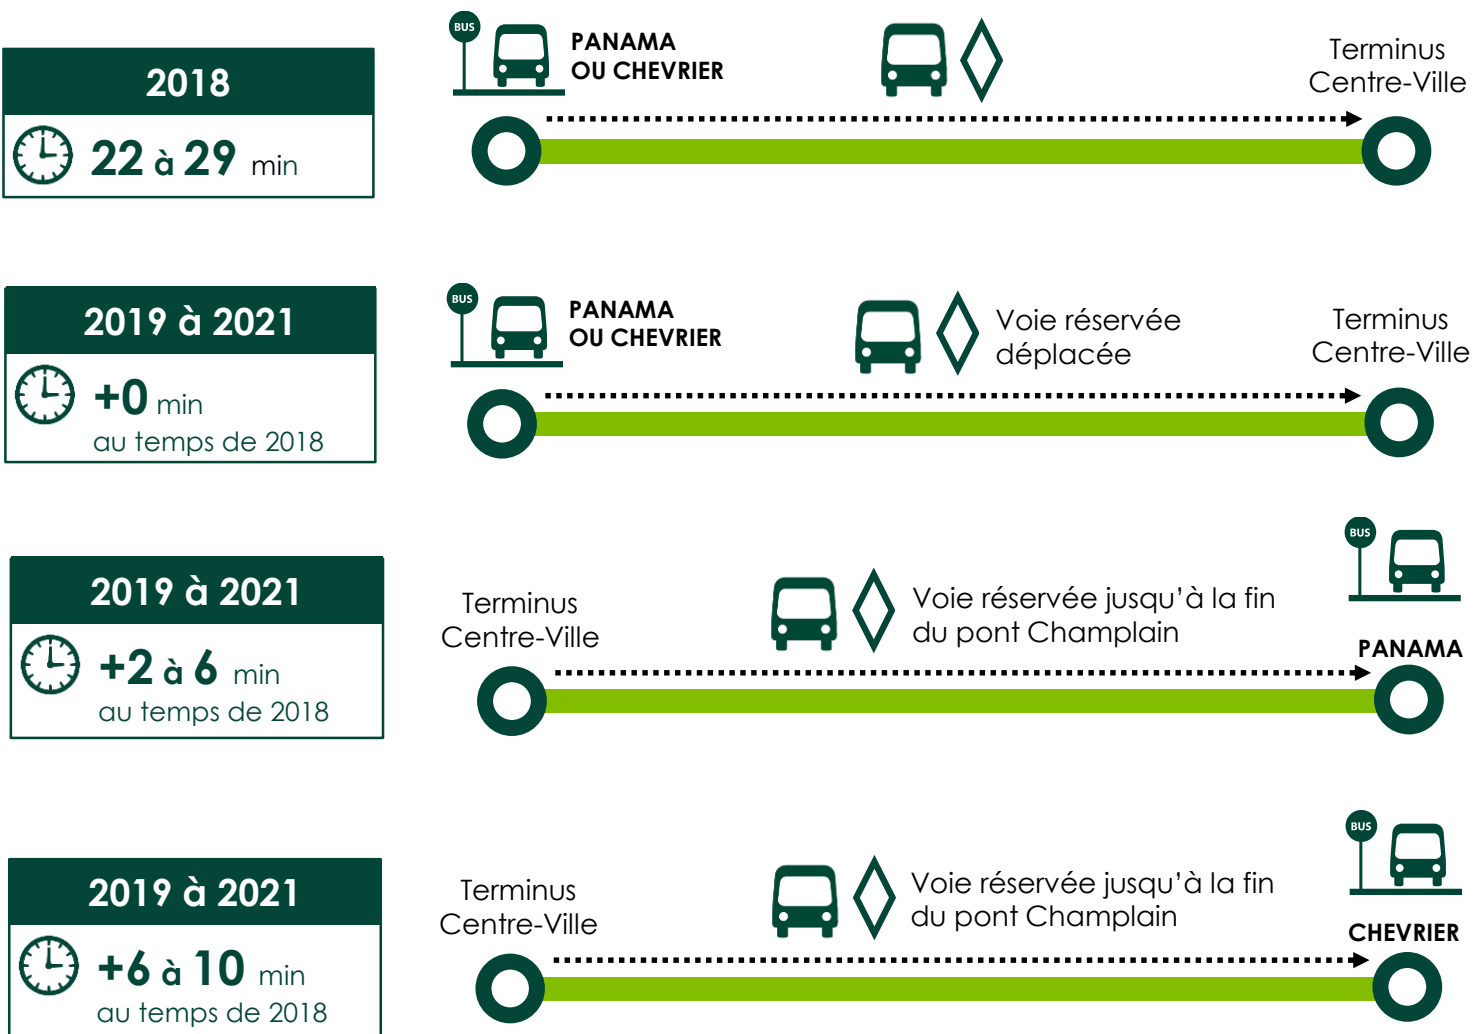 2018
22 à 29 min
BUS
PANAMA
OU CHEVRIER
Terminus
Centre-Ville
2019 à 2021
+0 min
au temps de 2018
BUS
PANAMA
OU CHEVRIER
Voie réservée
déplacée
Terminus
Centre-Ville
2019 à 2021
+2 à 6 min
au temps de 2018
Terminus
Centre-Ville
Voie réservée jusqu'à la fin
du pont Champlain
BUS
PANAMA
2019 à 2021
+6 à 10 min
au temps de 2018
Terminus
Centre-Ville
Voie réservée jusqu'à la fin
du pont Champlain
BUS
CHEVRIER